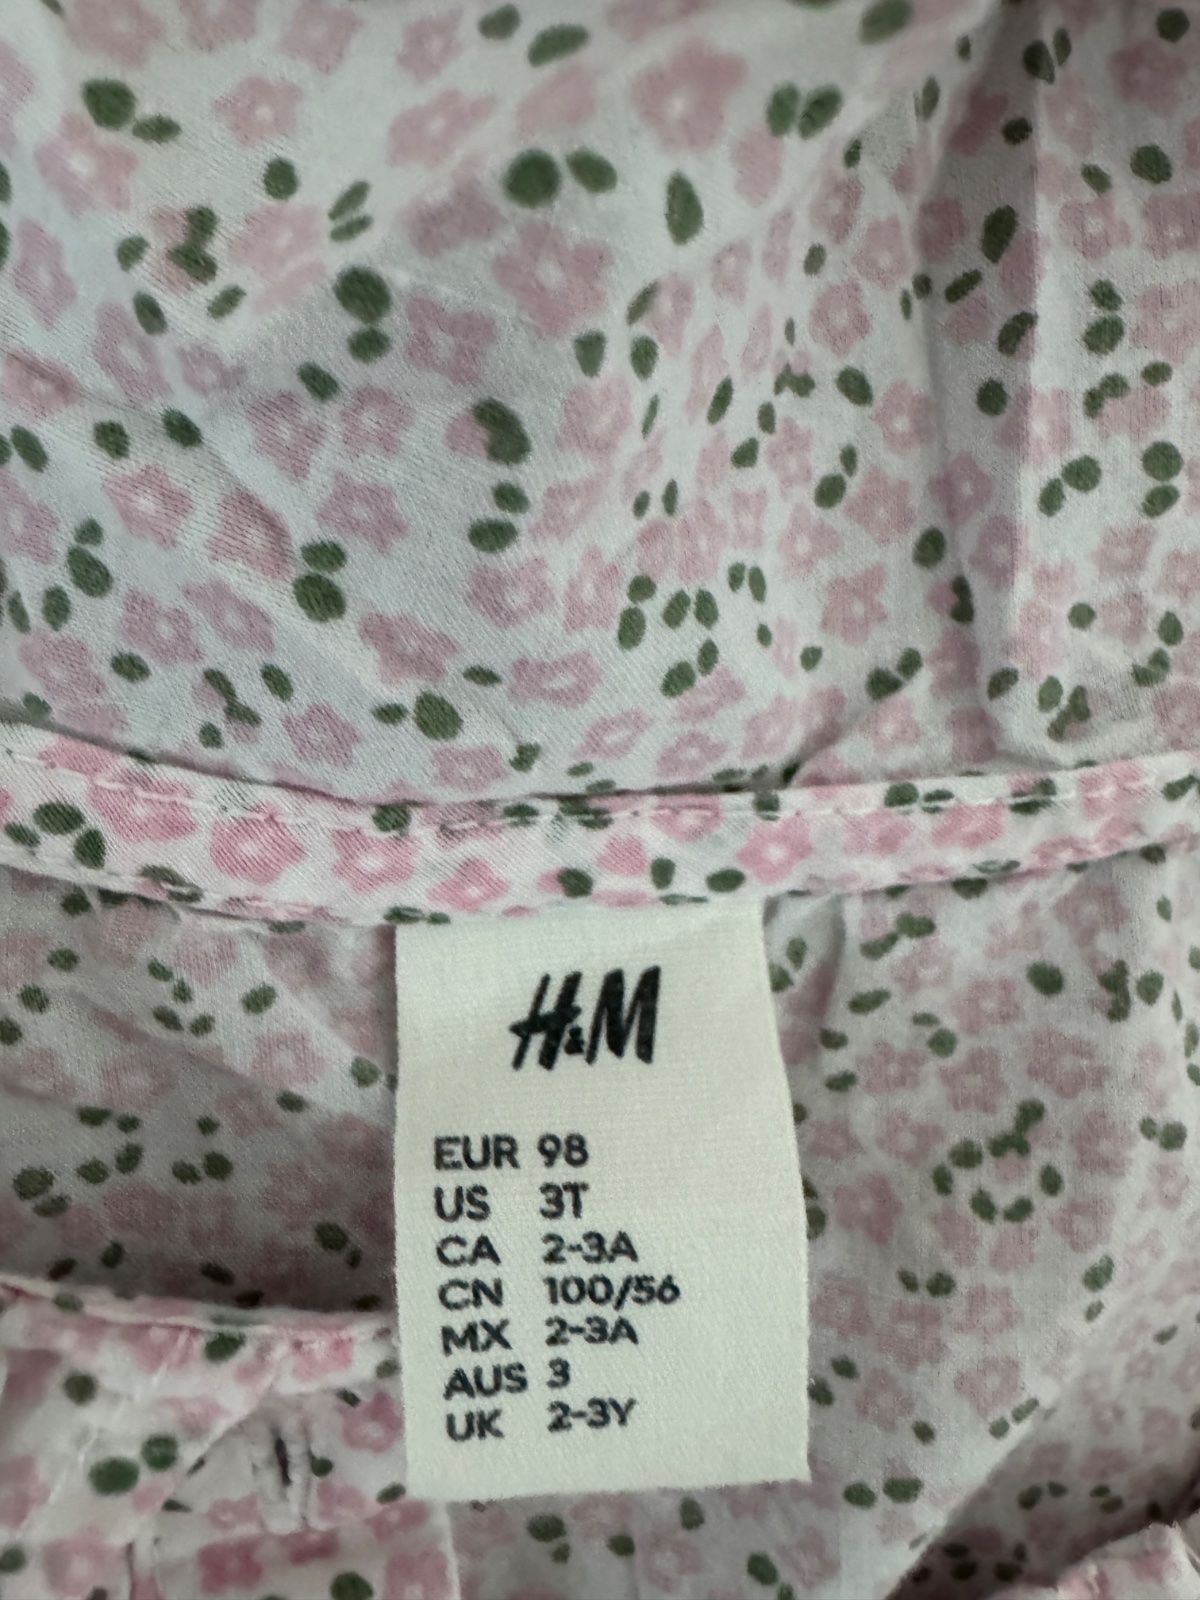 H&M
EUR 98
US 3T
CA 2-3A
CN 100/56
MX 2-3A
AUS 3
UK 2-3Y